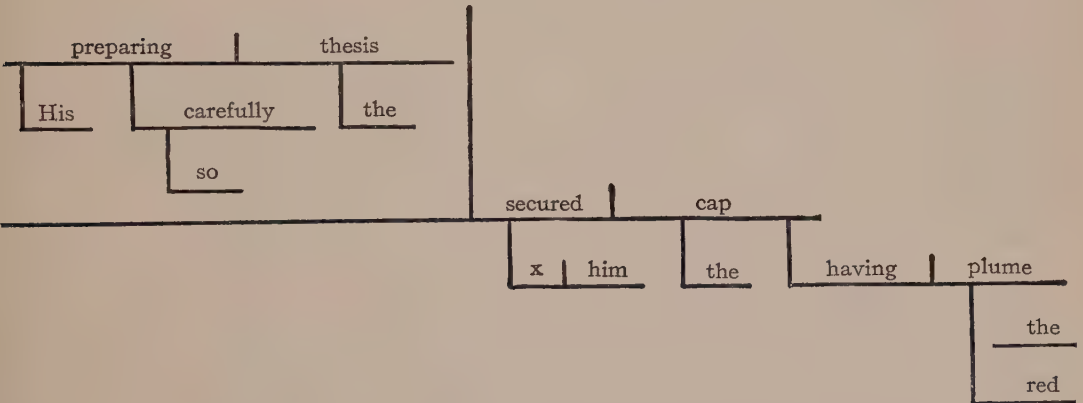 preparing thesis
His carefully the
so
secured cap
x him the having plume
the
red